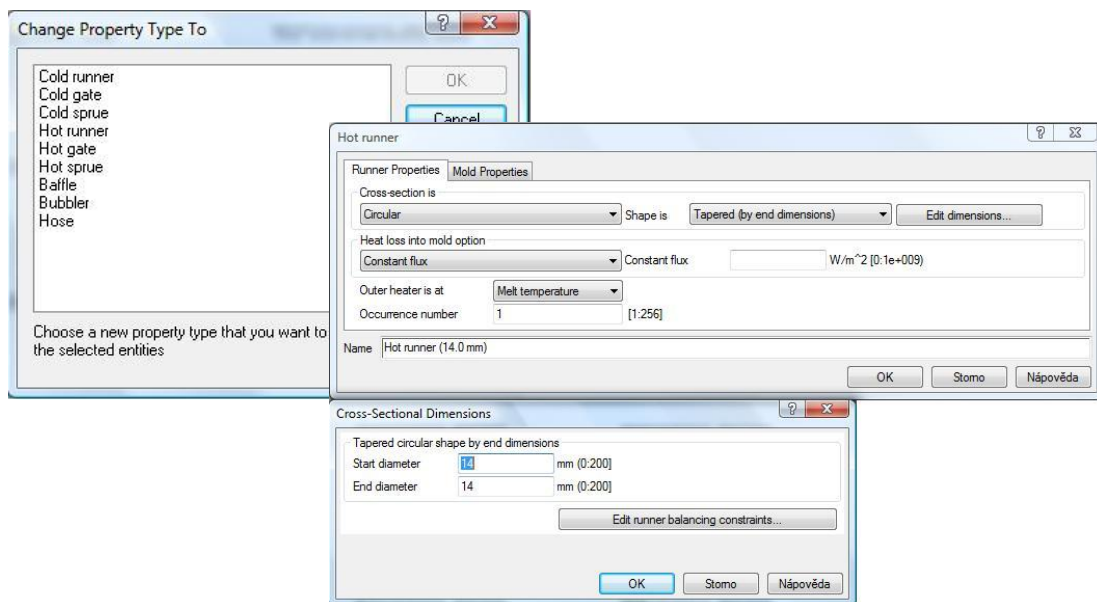 Change Property Type To
Cold runner
Cold gate
Cold sprue
Hot runner
Hot gate
Hot sprue
Baffle
Bubbler
Hose
OK
Cancel
Choose a new property type that you want to
the selected entities
Hot runner
Runner Properties Mold Properties
Cross-section is
Circular Shape is Tapered (by end dimensions) Edit dimensions...
Heat loss into mold option
Constant flux Constant flux W/m^2 [0:1e+009)
Outer heater is at Melt temperature
Occurrence number 1 [1:256]
Name Hot runner (14.0 mm)
OK Storno Nápověda
Cross-Sectional Dimensions
Tapered circular shape by end dimensions
Start diameter 14 mm (0:200]
End diameter 14 mm (0:200]
Edit runner balancing constraints...
OK Storno Nápověda